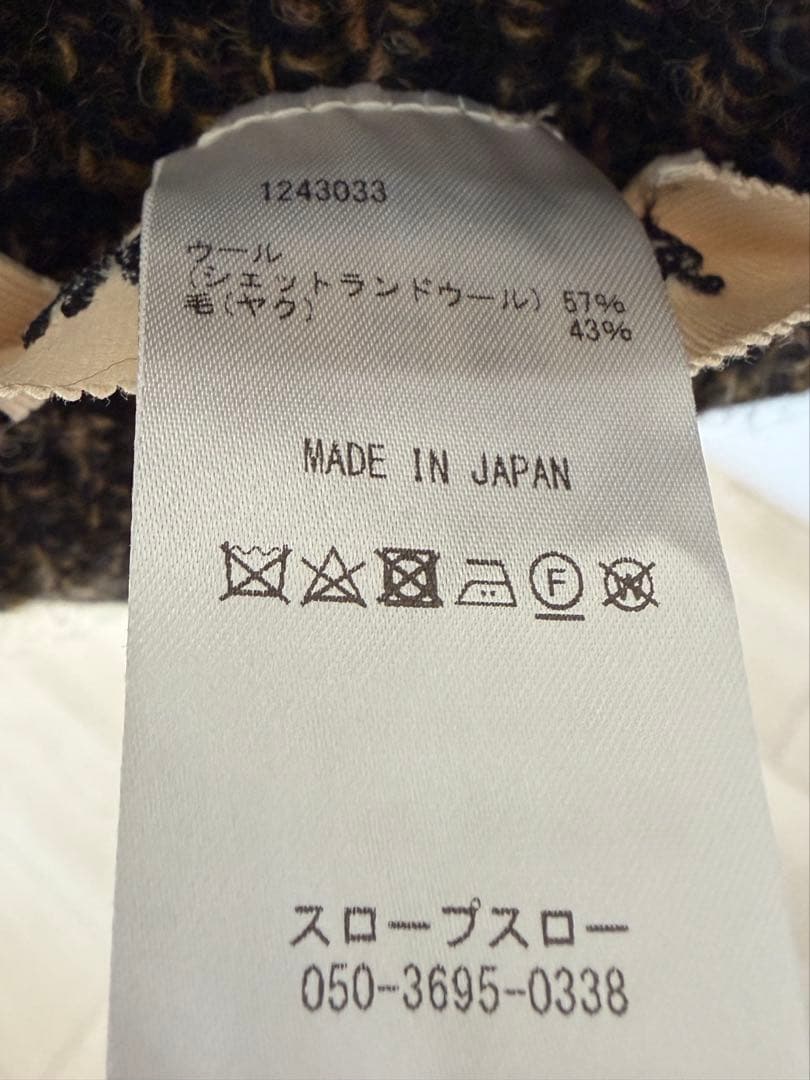 1243033
ウール
(シェットランドウール) 57%
毛(ヤク) 43%
MADE IN JAPAN
F
W
スロープスロー
050-3695-0338